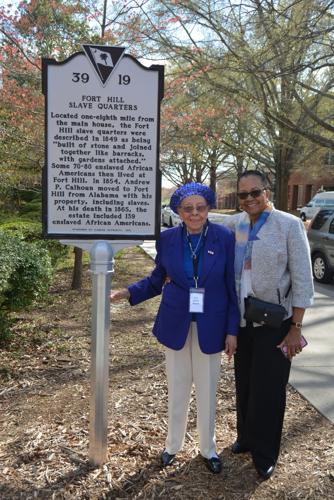 39 19
FORT HILL
SLAVE QUARTERS
Located one-eighth mile from
the main house, the Fort
Hill slave quarters were
described in 1849 as being
"built of stone and joined
together like barracks,
with gardens attached."
Some 70-80 enslaved African
Americans then lived at
Fort Hill. In 1854, Andrew
P. Calhoun moved to Fort
Hill from Alabama with his
property, including slaves.
At his death in 1865, the
estate included 139
enslaved African Americans.